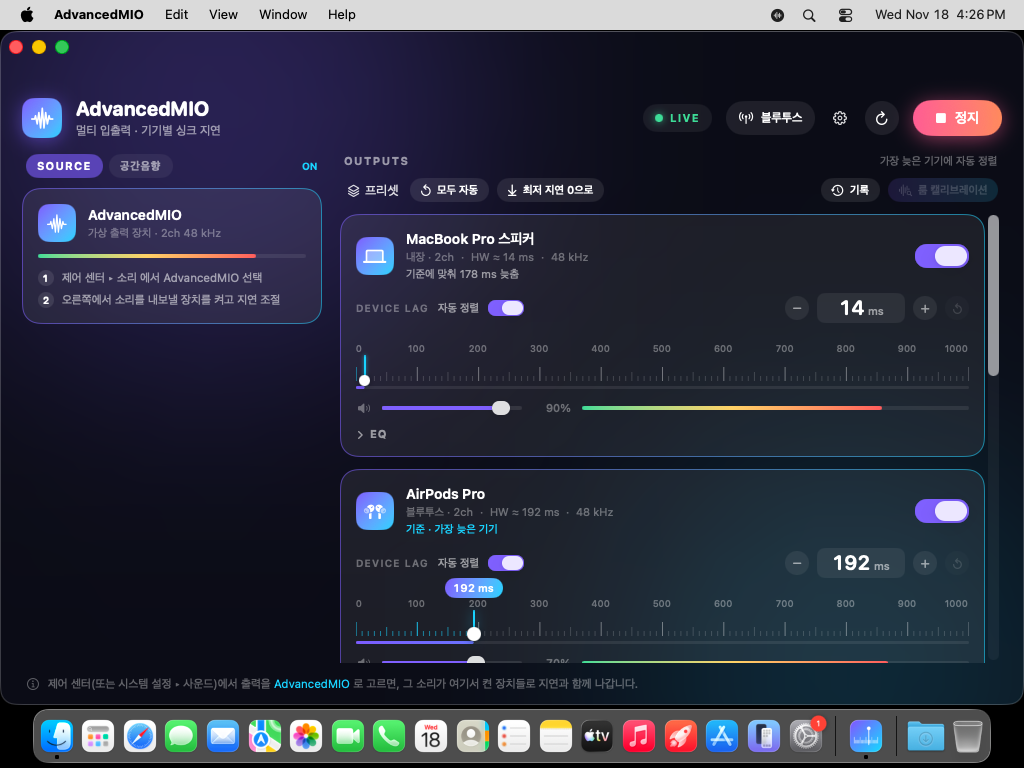 AdvancedMIO Edit View Window Help Wed Nov 18 4:26 PM
AdvancedMIO
멀티 입출력 · 기기별 싱크 지연
LIVE 블루투스 정지
SOURCE 공간음향 ON
AdvancedMIO
가상 출력 장치 · 2ch 48 kHz
1 제어 센터 ▸ 소리 에서 AdvancedMIO 선택
2 오른쪽에서 소리를 내보낼 장치를 켜고 지연 조절
OUTPUTS 가장 늦은 기기에 자동 정렬
프리셋 모두 자동 최저 지연 0으로 기록 룸 캘리브레이션
MacBook Pro 스피커
내장 · 2ch · HW ≈ 14 ms · 48 kHz
기준에 맞춰 178 ms 늦춤
DEVICE LAG 자동 정렬 14 ms
0 100 200 300 400 500 600 700 800 900 1000
90%
EQ
AirPods Pro
블루투스 · 2ch · HW ≈ 192 ms · 48 kHz
기준 · 가장 늦은 기기
DEVICE LAG 자동 정렬 192 ms
192 ms
0 100 200 300 400 500 600 700 800 900 1000
70%
제어 센터(또는 시스템 설정 ▸ 사운드)에서 출력을 AdvancedMIO 로 고르면, 그 소리가 여기서 켠 장치들로 지연과 함께 나갑니다.
Wed
18
tv
1